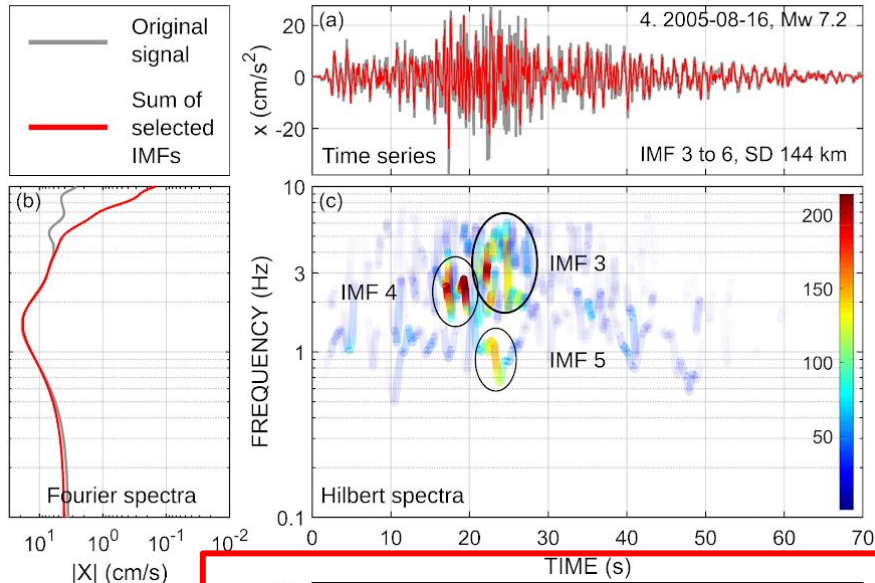 Original
signal
Sum of
selected
IMFs
(a)
4. 2005-08-16, Mw 7.2
x (cm/s²)
20
0
-20
Time series
IMF 3 to 6, SD 144 km
(b)
10¹ 10⁰ 10⁻¹ 10⁻²
|X| (cm/s)
Fourier spectra
(c)
FREQUENCY (Hz)
10
3
1
0.1
IMF 4
IMF 3
IMF 5
Hilbert spectra
200
150
100
50
0 10 20 30 40 50 60 70
TIME (s)